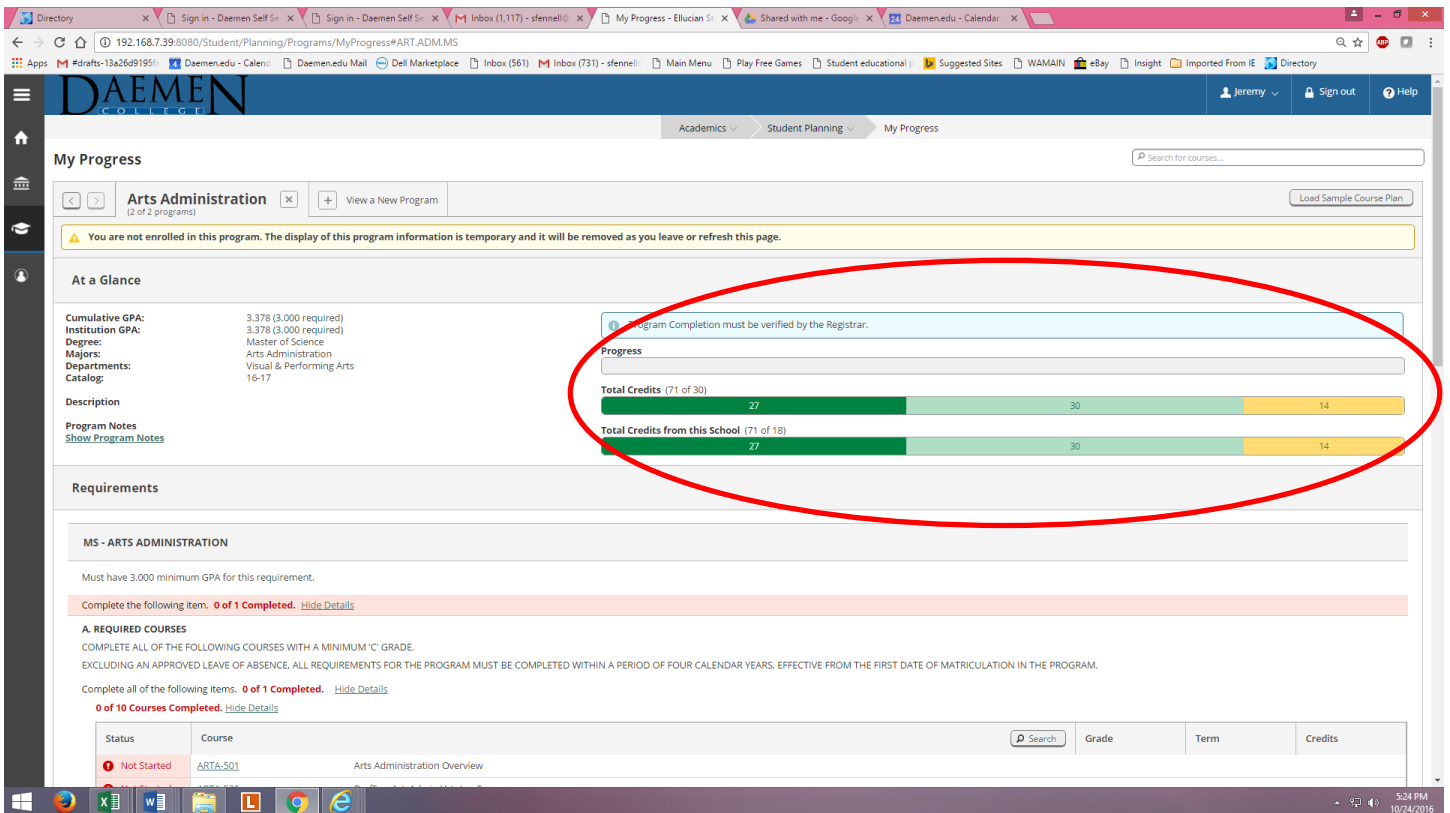 Directory
Sign in - Daemen Self Se
Sign in - Daemen Self Se
Inbox (1,117) - sfennell@
My Progress - Ellucian St
Shared with me - Google
Daemen.edu - Calendar -
192.168.7.39:8080/Student/Planning/Programs/MyProgress#ART.ADM.MS
Apps
#drafts-13a26d9195f
Daemen.edu - Calend
Daemen.edu Mail
Dell Marketplace
Inbox (561)
Inbox (731) - sfennell
Main Menu
Play Free Games
Student educational p
Suggested Sites
WAMAIN
eBay
Insight
Imported From IE
Directory
DAEMEN
COLLEGE
Jeremy
Sign out
Help
Academics
Student Planning
My Progress
My Progress
Search for courses...
Arts Administration
(2 of 2 programs)
View a New Program
Load Sample Course Plan
You are not enrolled in this program. The display of this program information is temporary and it will be removed as you leave or refresh this page.
At a Glance
Cumulative GPA: 3.378 (3.000 required)
Institution GPA: 3.378 (3.000 required)
Degree: Master of Science
Majors: Arts Administration
Departments: Visual & Performing Arts
Catalog: 16-17
Description
Program Notes
Show Program Notes
Program Completion must be verified by the Registrar.
Progress
Total Credits (71 of 30)
27 30 14
Total Credits from this School (71 of 18)
27 30 14
Requirements
MS - ARTS ADMINISTRATION
Must have 3.000 minimum GPA for this requirement.
Complete the following item. 0 of 1 Completed. Hide Details
A. REQUIRED COURSES
COMPLETE ALL OF THE FOLLOWING COURSES WITH A MINIMUM 'C' GRADE.
EXCLUDING AN APPROVED LEAVE OF ABSENCE, ALL REQUIREMENTS FOR THE PROGRAM MUST BE COMPLETED WITHIN A PERIOD OF FOUR CALENDAR YEARS, EFFECTIVE FROM THE FIRST DATE OF MATRICULATION IN THE PROGRAM.
Complete all of the following items. 0 of 1 Completed. Hide Details
0 of 10 Courses Completed. Hide Details
Status Course Search Grade Term Credits
Not Started ARTA-501 Arts Administration Overview
5:24 PM
10/24/2016